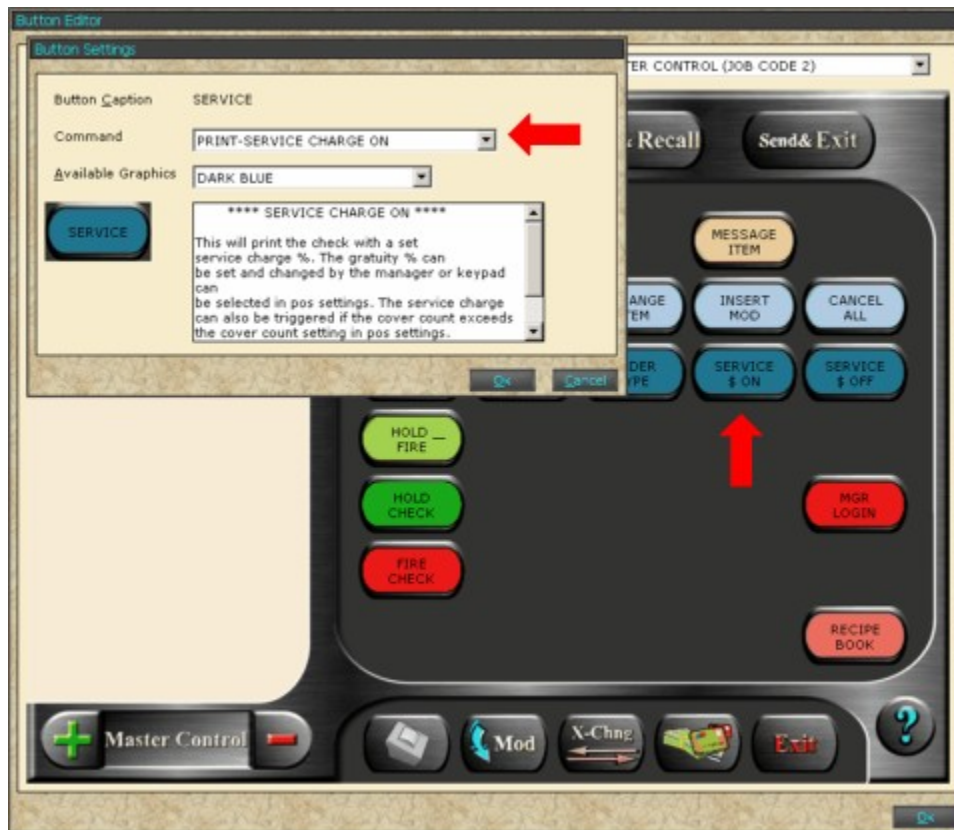 Button Editor
Button Settings
TER CONTROL (JOB CODE 2)
Button Caption SERVICE
Command PRINT-SERVICE CHARGE ON
Available Graphics DARK BLUE
SERVICE
**** SERVICE CHARGE ON ****
This will print the check with a set
service charge %. The gratuity % can
be set and changed by the manager or keypad
can
be selected in pos settings. The service charge
can also be triggered if the cover count exceeds
the cover count setting in pos settings.
Ok Cancel
Recall
Send& Exit
MESSAGE
ITEM
ANGE
EM
INSERT
MOD
CANCEL
ALL
DER
PE
SERVICE
$ ON
SERVICE
$ OFF
HOLD _
FIRE
HOLD
CHECK
MGR
LOGIN
FIRE
CHECK
RECIPE
BOOK
Master Control
Mod
X-Chng
Exit
?
Ok